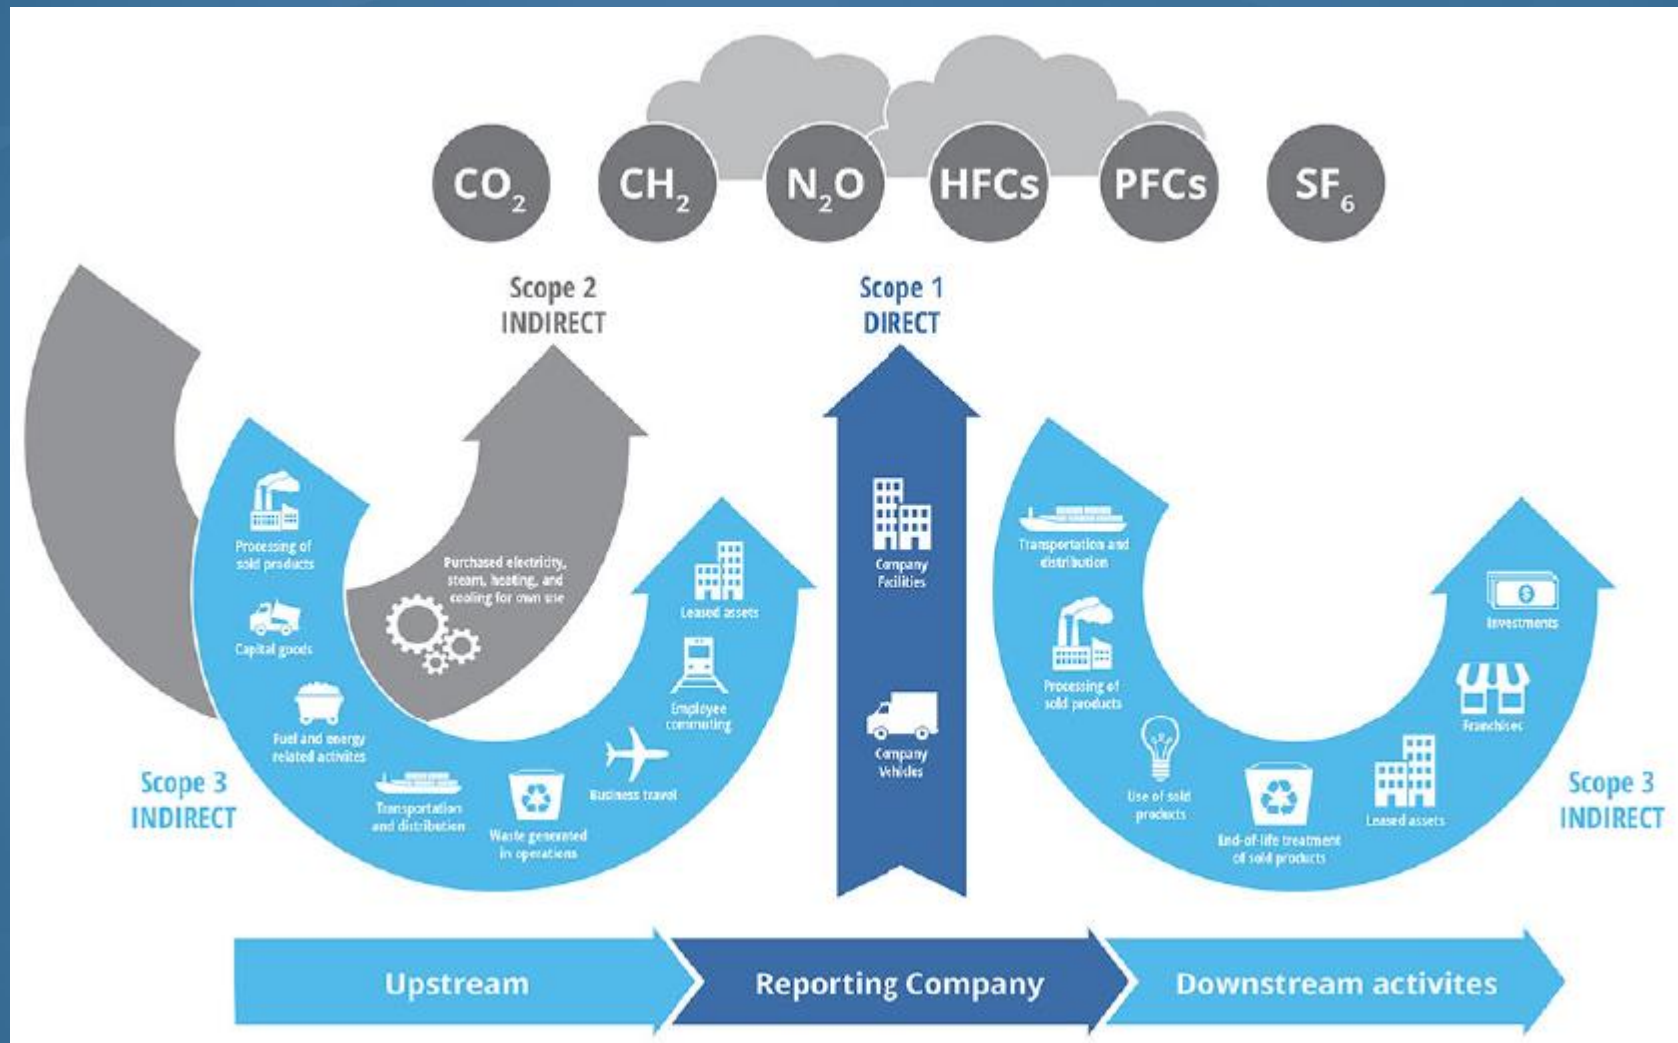 CO₂
CH₂
N₂O
HFCs
PFCs
SF₆
Scope 2
INDIRECT
Scope 1
DIRECT
Processing of
sold products
Capital goods
Fuel and energy
related activites
Transportation
and distribution
Waste generated
in operations
Business travel
Employee
commuting
Leased assets
Purchased electricity,
steam, heating, and
cooling for own use
Scope 3
INDIRECT
Company
Facilities
Company
Vehicles
Transportation and
distribution
Processing of
sold products
Use of sold
products
End-of-life treatment
of sold products
Leased assets
Franchises
Investments
$
Scope 3
INDIRECT
Upstream
Reporting Company
Downstream activites